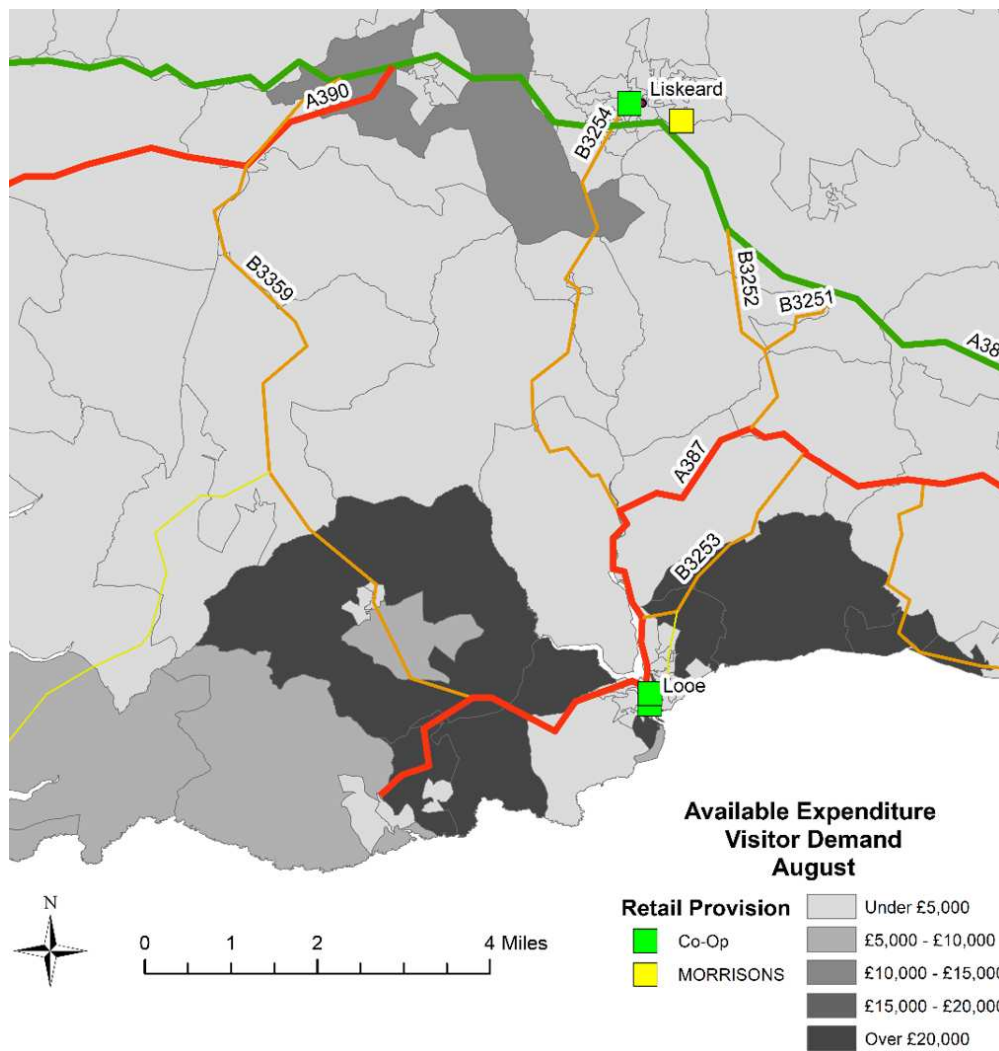 Liskeard
A390
B3254
B3252
B3251
B3359
A38
A387
B3253
Looe
Available Expenditure
Visitor Demand
August
Retail Provision
Co-Op
MORRISONS
Under £5,000
£5,000 - £10,000
£10,000 - £15,000
£15,000 - £20,000
Over £20,000
N
0 1 2 4 Miles